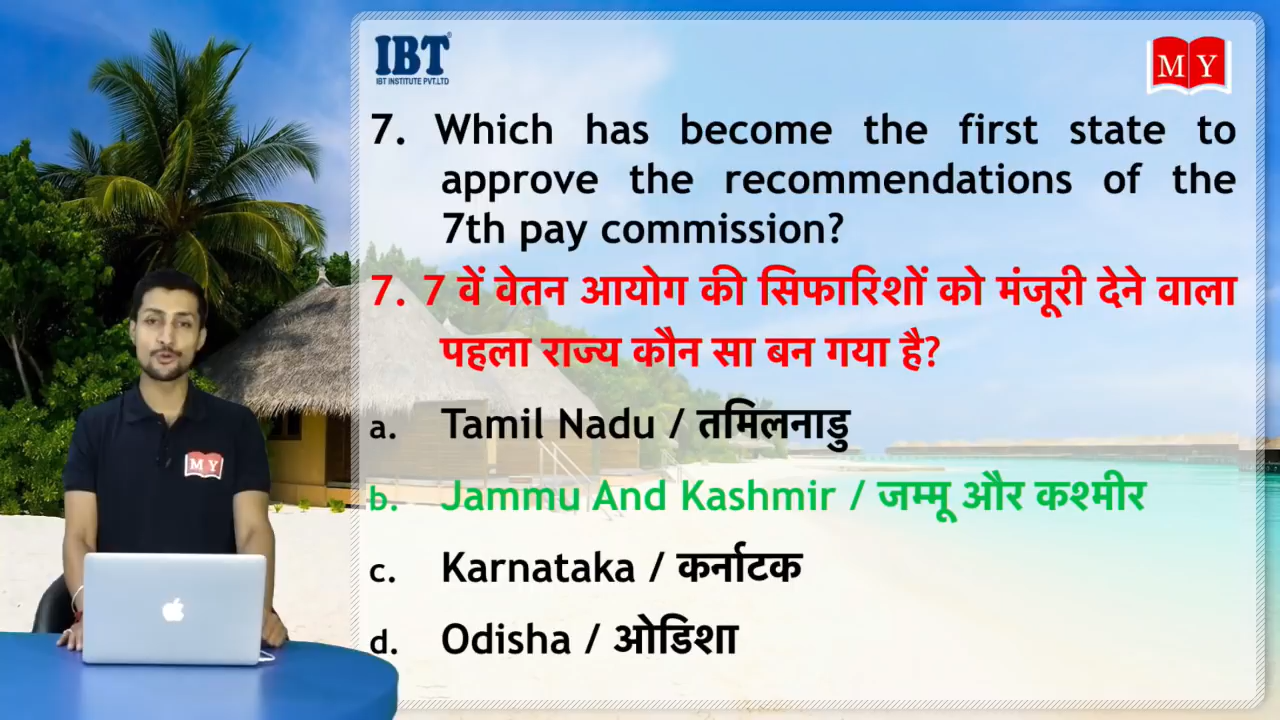 IBT
IBT INSTITUTE PVT.LTD
MY
7. Which has become the first state to
approve the recommendations of the
7th pay commission?
7. 7 वें वेतन आयोग की सिफारिशों को मंजूरी देने वाला
पहला राज्य कौन सा बन गया है?
a. Tamil Nadu / तमिलनाडु
b. Jammu And Kashmir / जम्मू और कश्मीर
MY
c. Karnataka / कर्नाटक
d. Odisha / ओडिशा